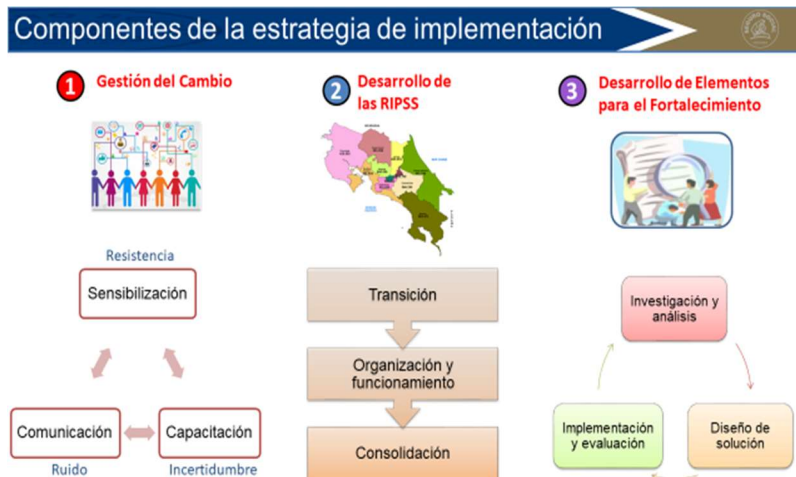 Componentes de la estrategia de implementación
1 Gestión del Cambio
2 Desarrollo de
las RIPSS
3 Desarrollo de Elementos
para el Fortalecimiento
Resistencia
Sensibilización
Comunicación
Capacitación
Ruido
Incertidumbre
Transición
Organización y
funcionamiento
Consolidación
Investigación y
análisis
Implementación
y evaluación
Diseño de
solución